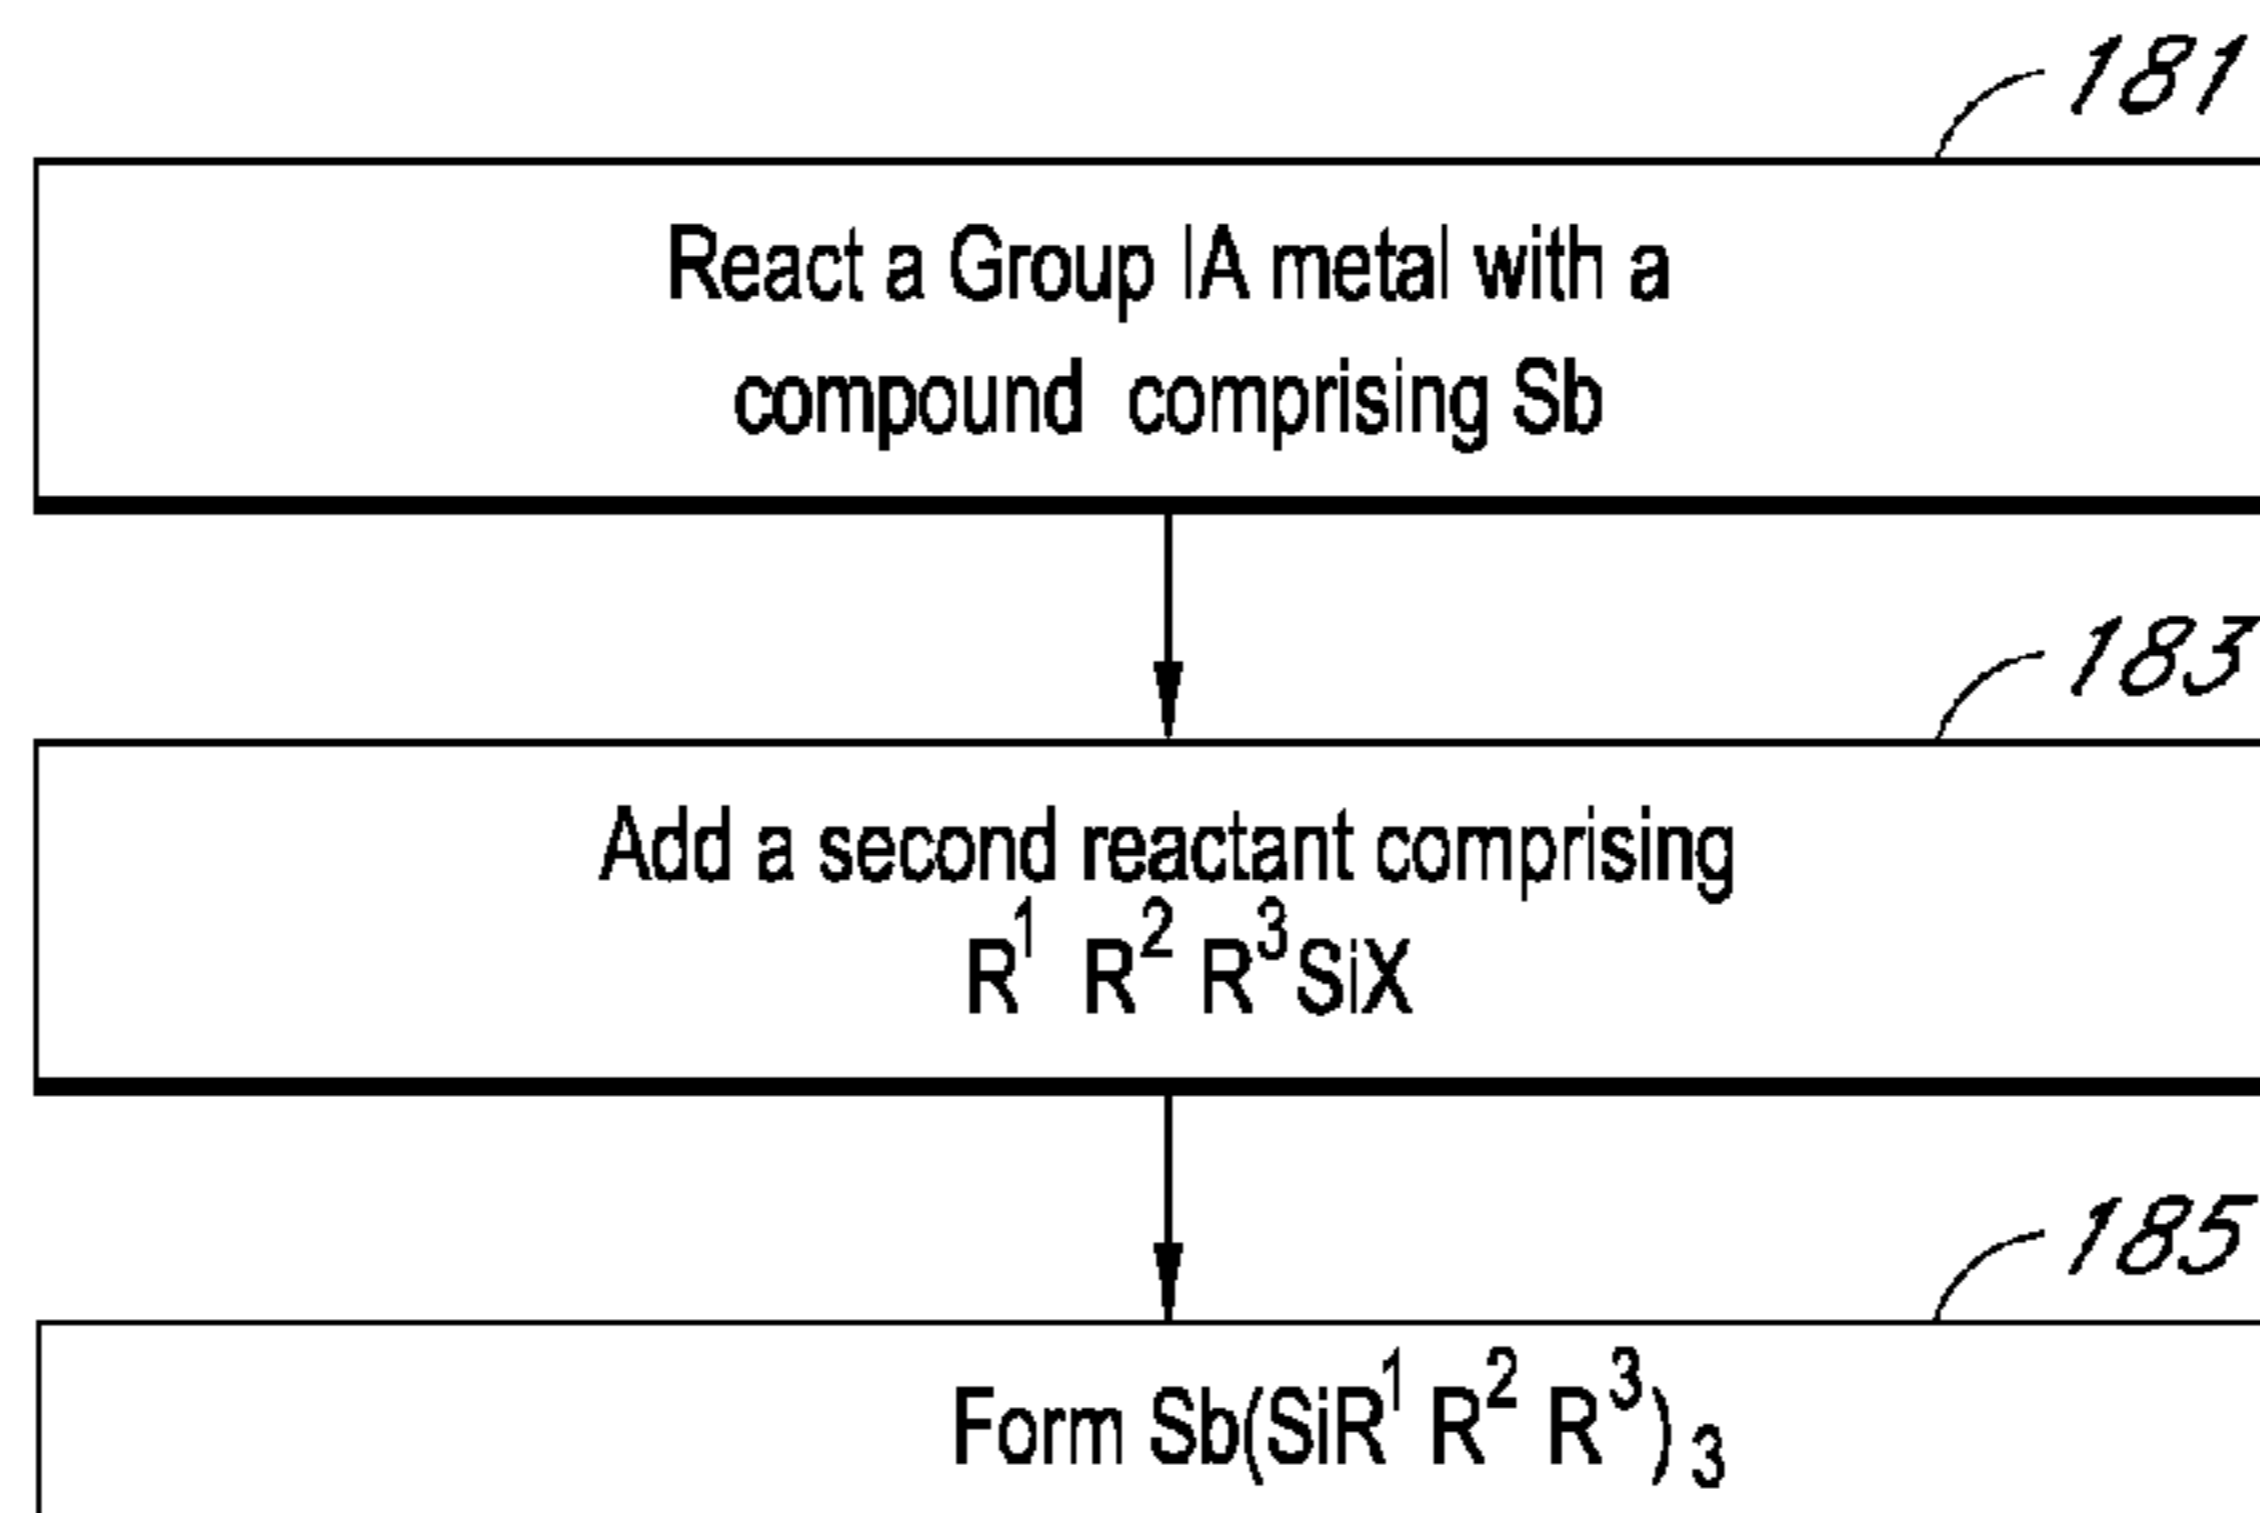 181
React a Group IA metal with a
compound comprising Sb
183
Add a second reactant comprising
R¹ R² R³SiX
185
Form Sb(SiR¹ R² R³)₃